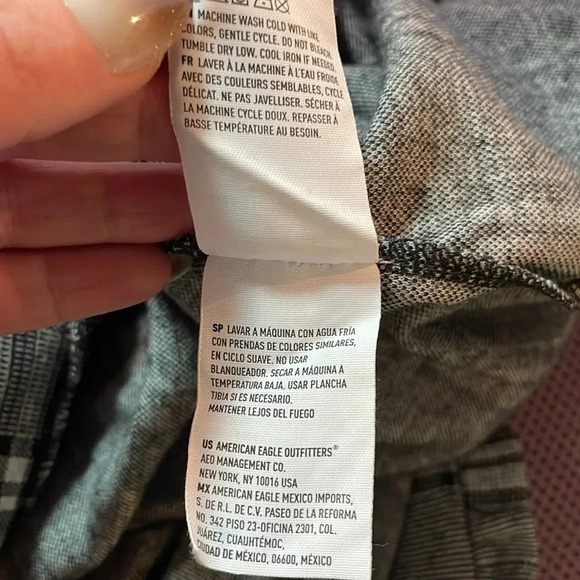 MACHINE WASH COLD WITH LIKE
COLORS, GENTLE CYCLE. DO NOT BLEACH.
TUMBLE DRY LOW. COOL IRON IF NEEDED.
FR LAVER À LA MACHINE À L'EAU FROIDE
AVEC DES COULEURS SEMBLABLES, CYCLE
DÉLICAT. NE PAS JAVELLISER. SÉCHER À
LA MACHINE CYCLE DOUX. REPASSER À
BASSE TEMPÉRATURE AU BESOIN.
SP LAVAR A MÁQUINA CON AGUA FRÍA
CON PRENDAS DE COLORES SIMILARES,
EN CICLO SUAVE. NO USAR
BLANQUEADOR. SECAR A MÁQUINA A
TEMPERATURA BAJA. USAR PLANCHA
TIBIA SI ES NECESARIO.
MANTENER LEJOS DEL FUEGO
US AMERICAN EAGLE OUTFITTERS®
AEO MANAGEMENT CO.
NEW YORK, NY 10016 USA
MX AMERICAN EAGLE MEXICO IMPORTS,
S. DE R.L. DE C.V. PASEO DE LA REFORMA
NO. 342 PISO 23-OFICINA 2301, COL.
JUÁREZ, CUAUHTÉMOC,
CIUDAD DE MÉXICO, 06600, MÉXICO